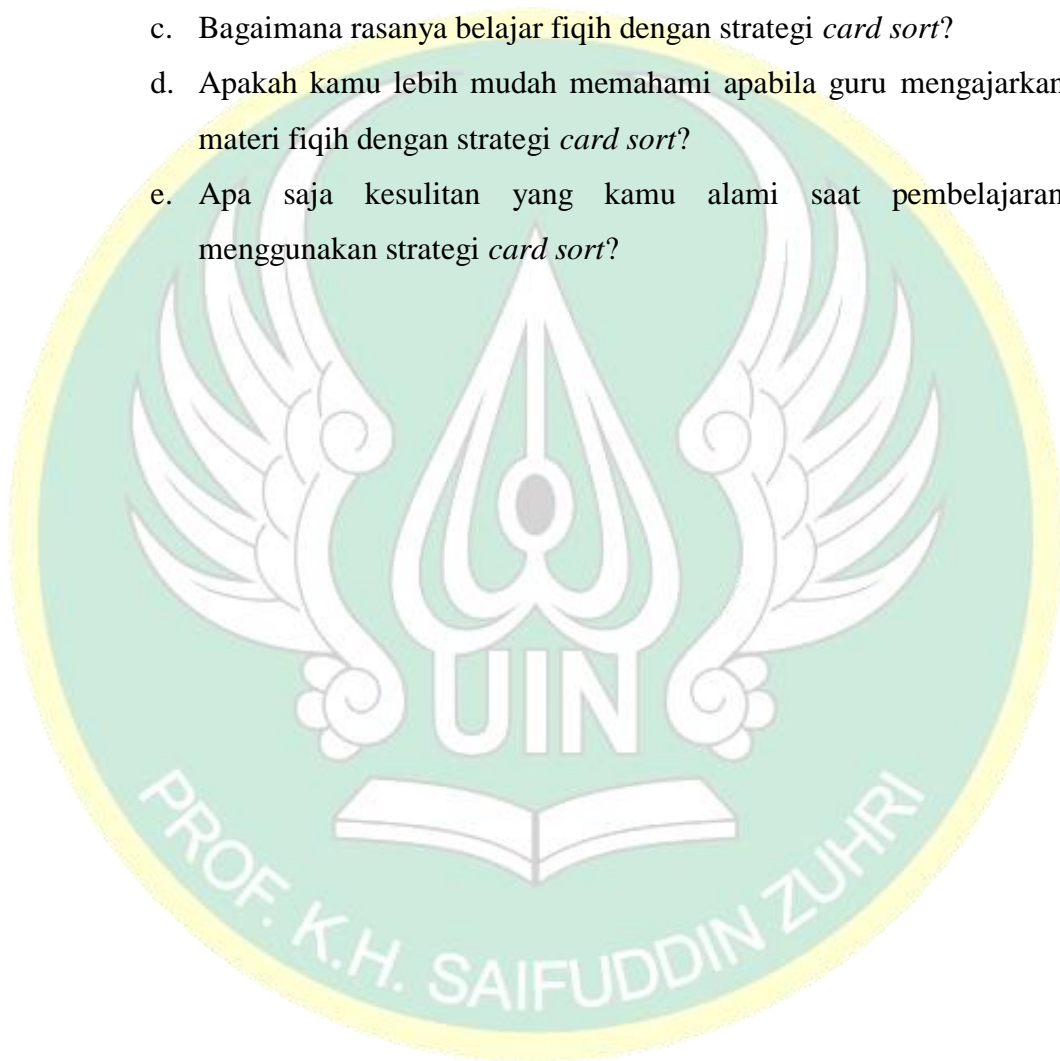 c. Bagaimana rasanya belajar fiqih dengan strategi card sort?
d. Apakah kamu lebih mudah memahami apabila guru mengajarkan
materi fiqih dengan strategi card sort?
e. Apa saja kesulitan yang kamu alami saat pembelajaran
menggunakan strategi card sort?
UIN
PROF. K.H. SAIFUDDIN ZUHRI